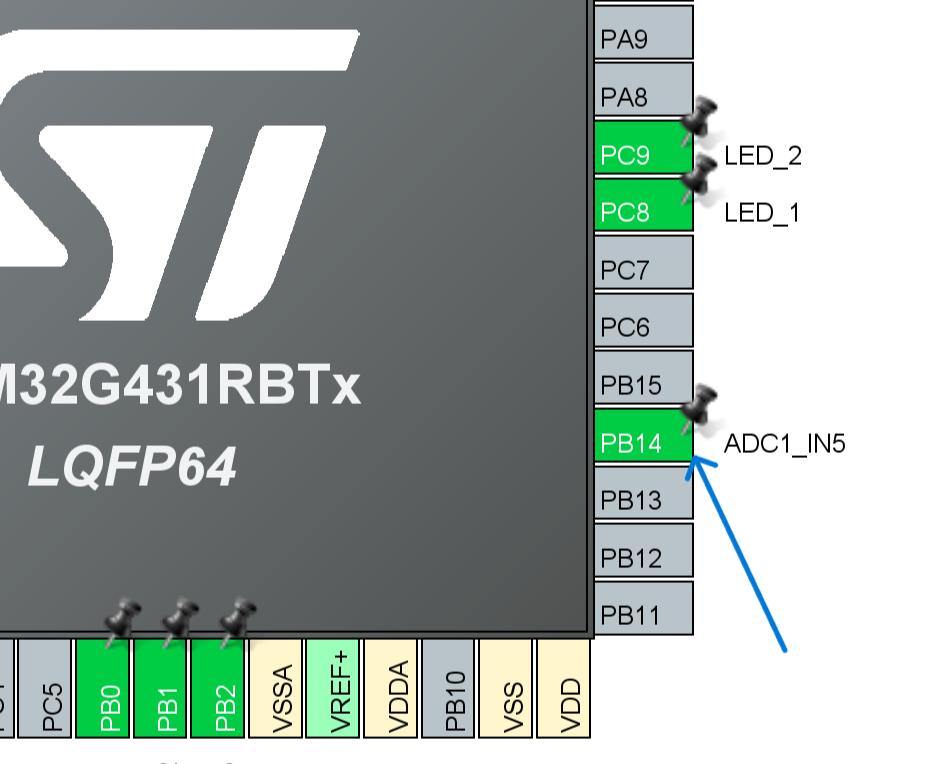 PA9
PA8
PC9 LED_2
PC8 LED_1
PC7
PC6
PB15
PB14 ADC1_IN5
PB13
PB12
PB11
ST
M32G431RBTx
LQFP64
PC5
PB0
PB1
PB2
VSSA
VREF+
VDDA
PB10
VSS
VDD